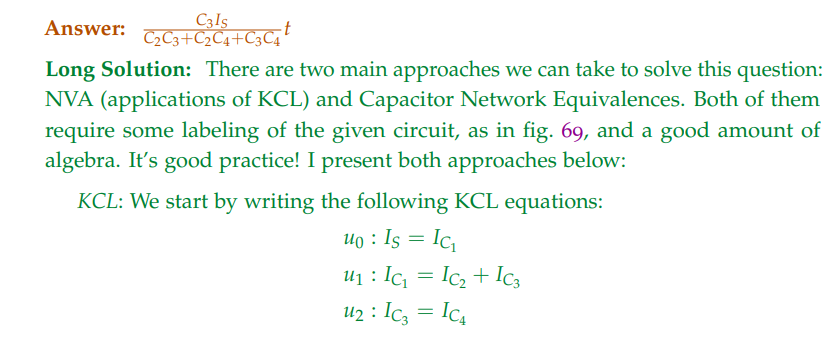 Answer: \frac{C_3 I_S}{C_2C_3+C_2C_4+C_3C_4} t
Long Solution: There are two main approaches we can take to solve this question:
NVA (applications of KCL) and Capacitor Network Equivalences. Both of them
require some labeling of the given circuit, as in fig. 69, and a good amount of
algebra. It's good practice! I present both approaches below:
KCL: We start by writing the following KCL equations:
u_0 : I_S = I_{C_1}
u_1 : I_{C_1} = I_{C_2} + I_{C_3}
u_2 : I_{C_3} = I_{C_4}